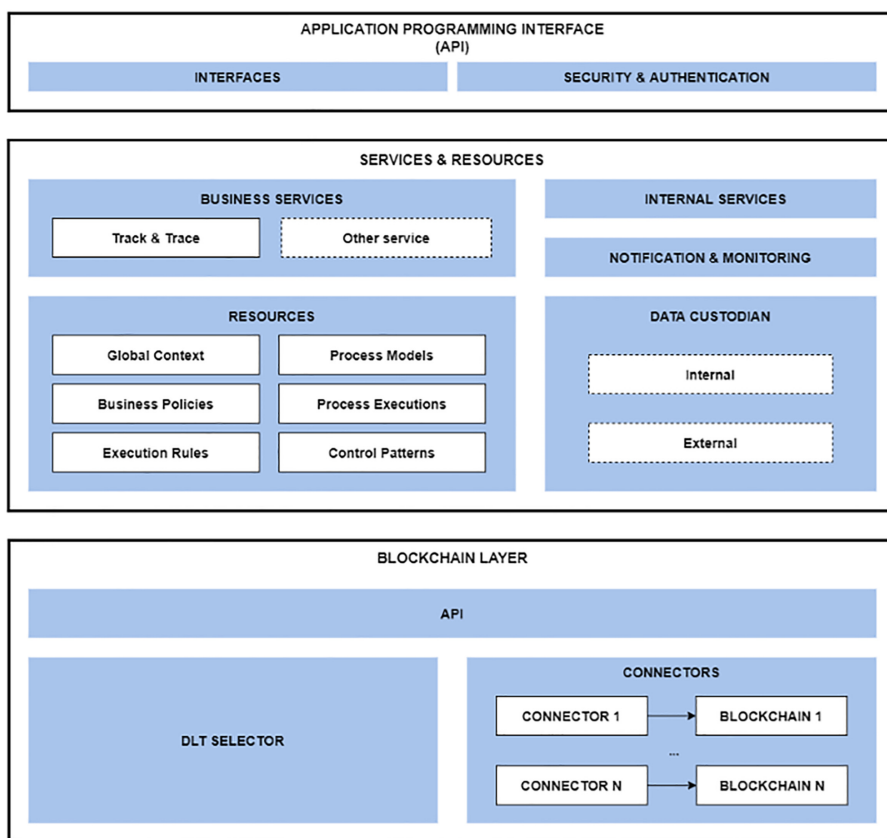 APPLICATION PROGRAMMING INTERFACE
(API)
INTERFACES
SECURITY & AUTHENTICATION
SERVICES & RESOURCES
BUSINESS SERVICES
Track & Trace
Other service
INTERNAL SERVICES
NOTIFICATION & MONITORING
RESOURCES
Global Context
Process Models
Business Policies
Process Executions
Execution Rules
Control Patterns
DATA CUSTODIAN
Internal
External
BLOCKCHAIN LAYER
API
DLT SELECTOR
CONNECTORS
CONNECTOR 1
BLOCKCHAIN 1
...
CONNECTOR N
BLOCKCHAIN N